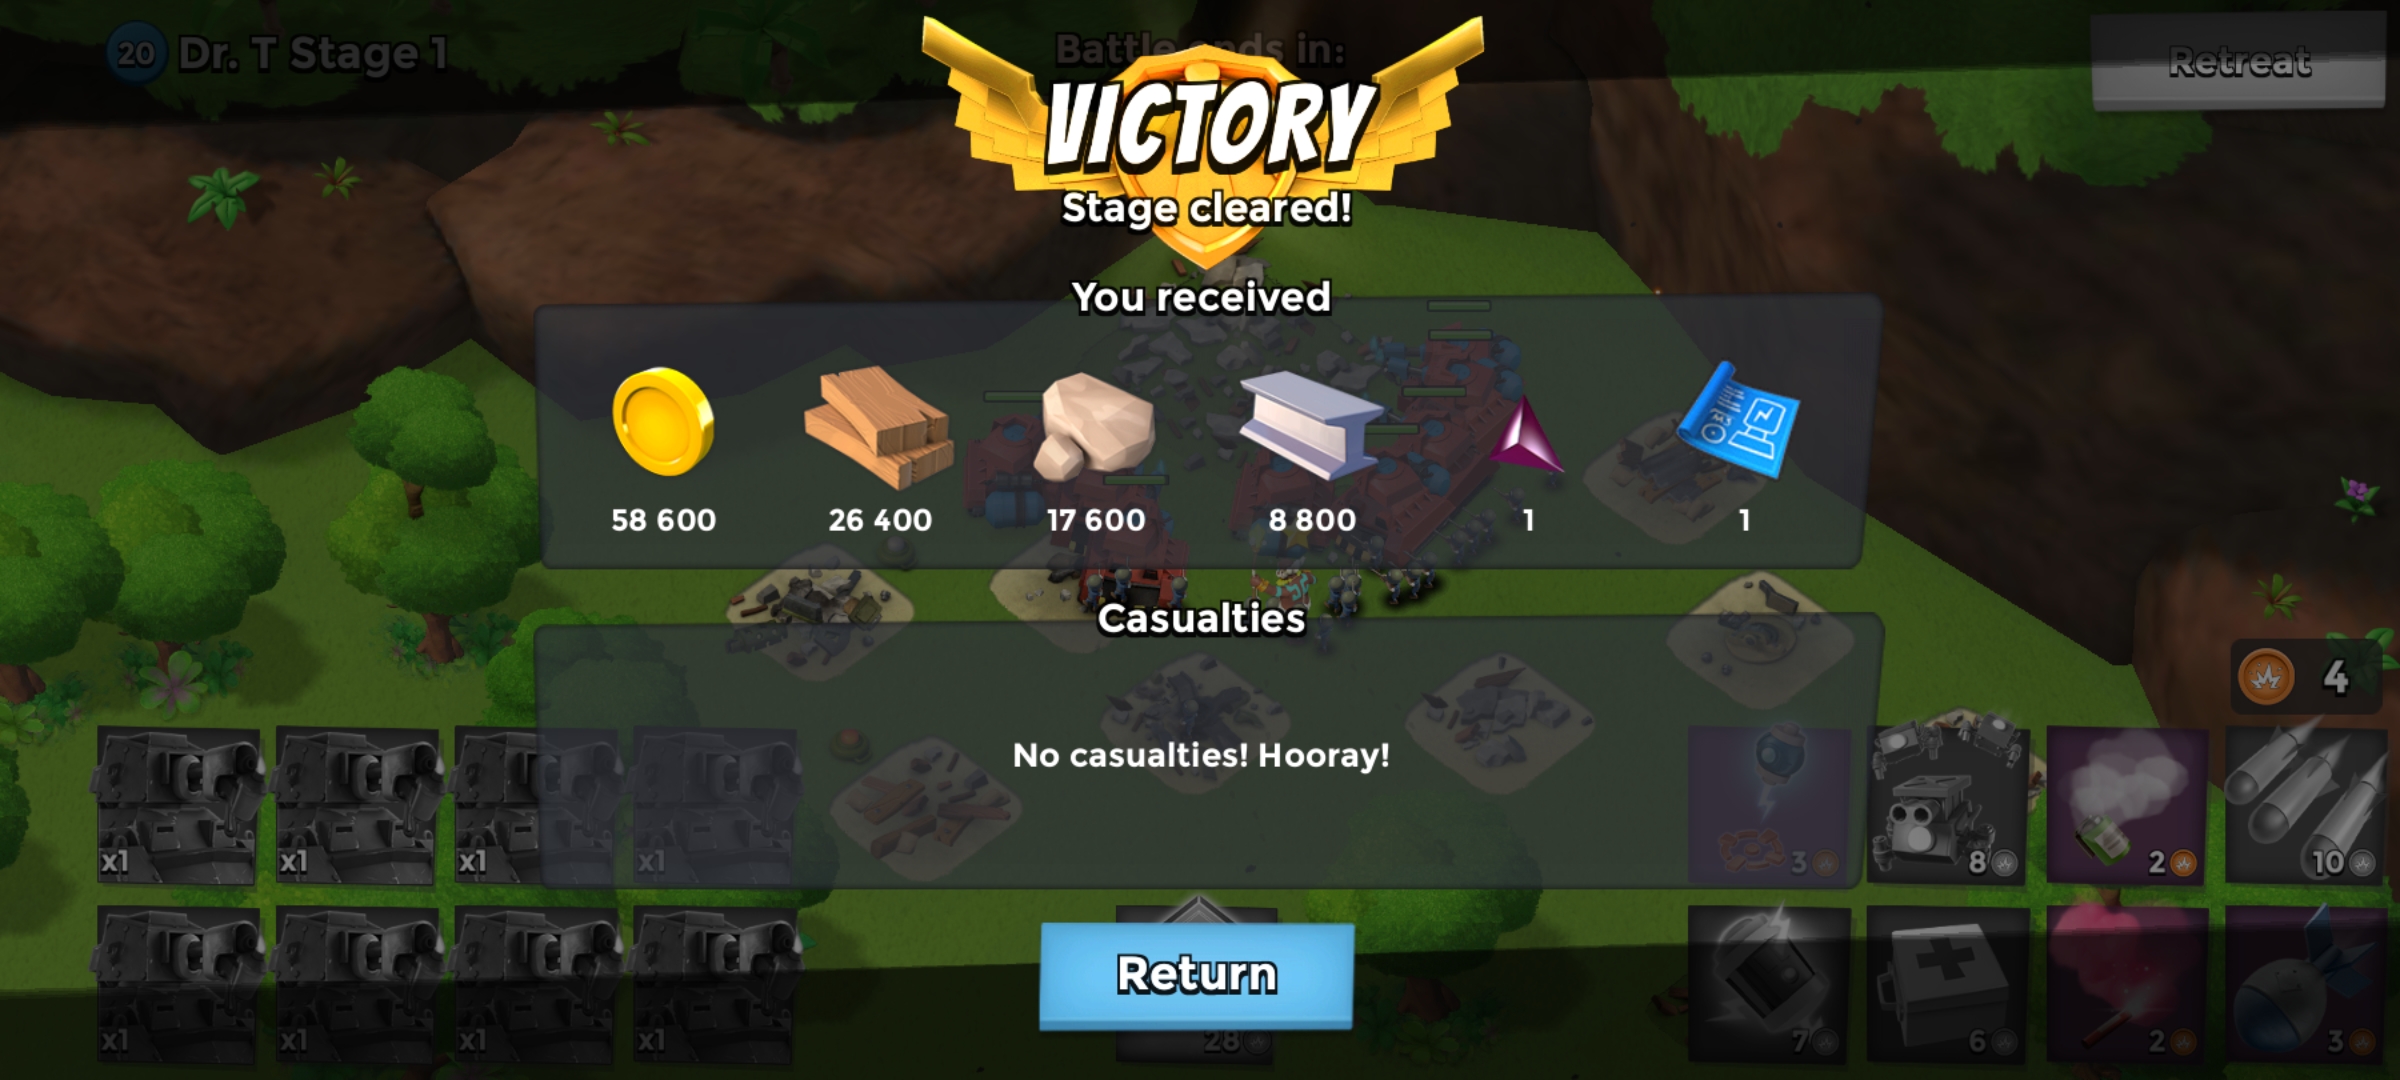 20 Dr. T Stage 1
Battle ends in:
Retreat
VICTORY
Stage cleared!
You received
58 600 26 400 17 600 8 800 1 1
Casualties
4
No casualties! Hooray!
x1 x1 x1 x1 3 8 2 10
Return
x1 x1 x1 x1 28 7 6 2 3